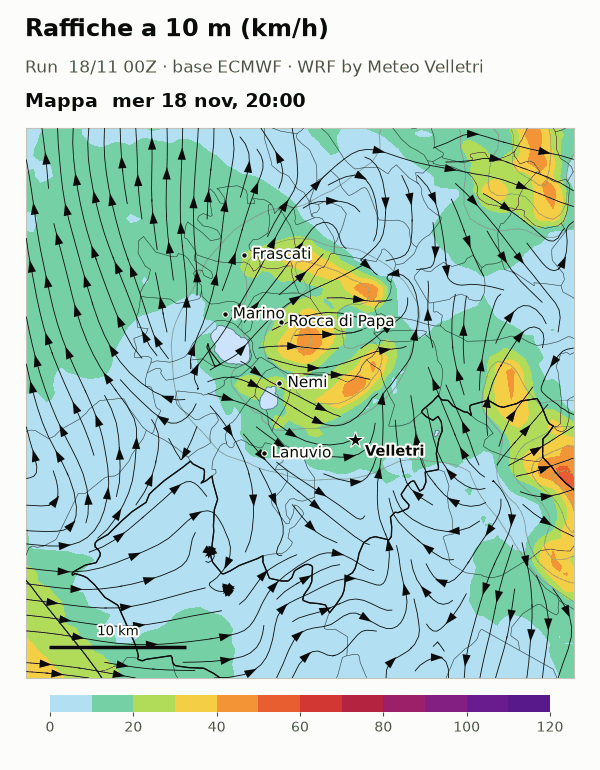 Raffiche a 10 m (km/h)
Run  18/11 00Z · base ECMWF · WRF by Meteo Velletri
Mappa  mer 18 nov, 20:00
Frascati
Marino
Rocca di Papa
Nemi
Velletri
Lanuvio
10 km
0 20 40 60 80 100 120